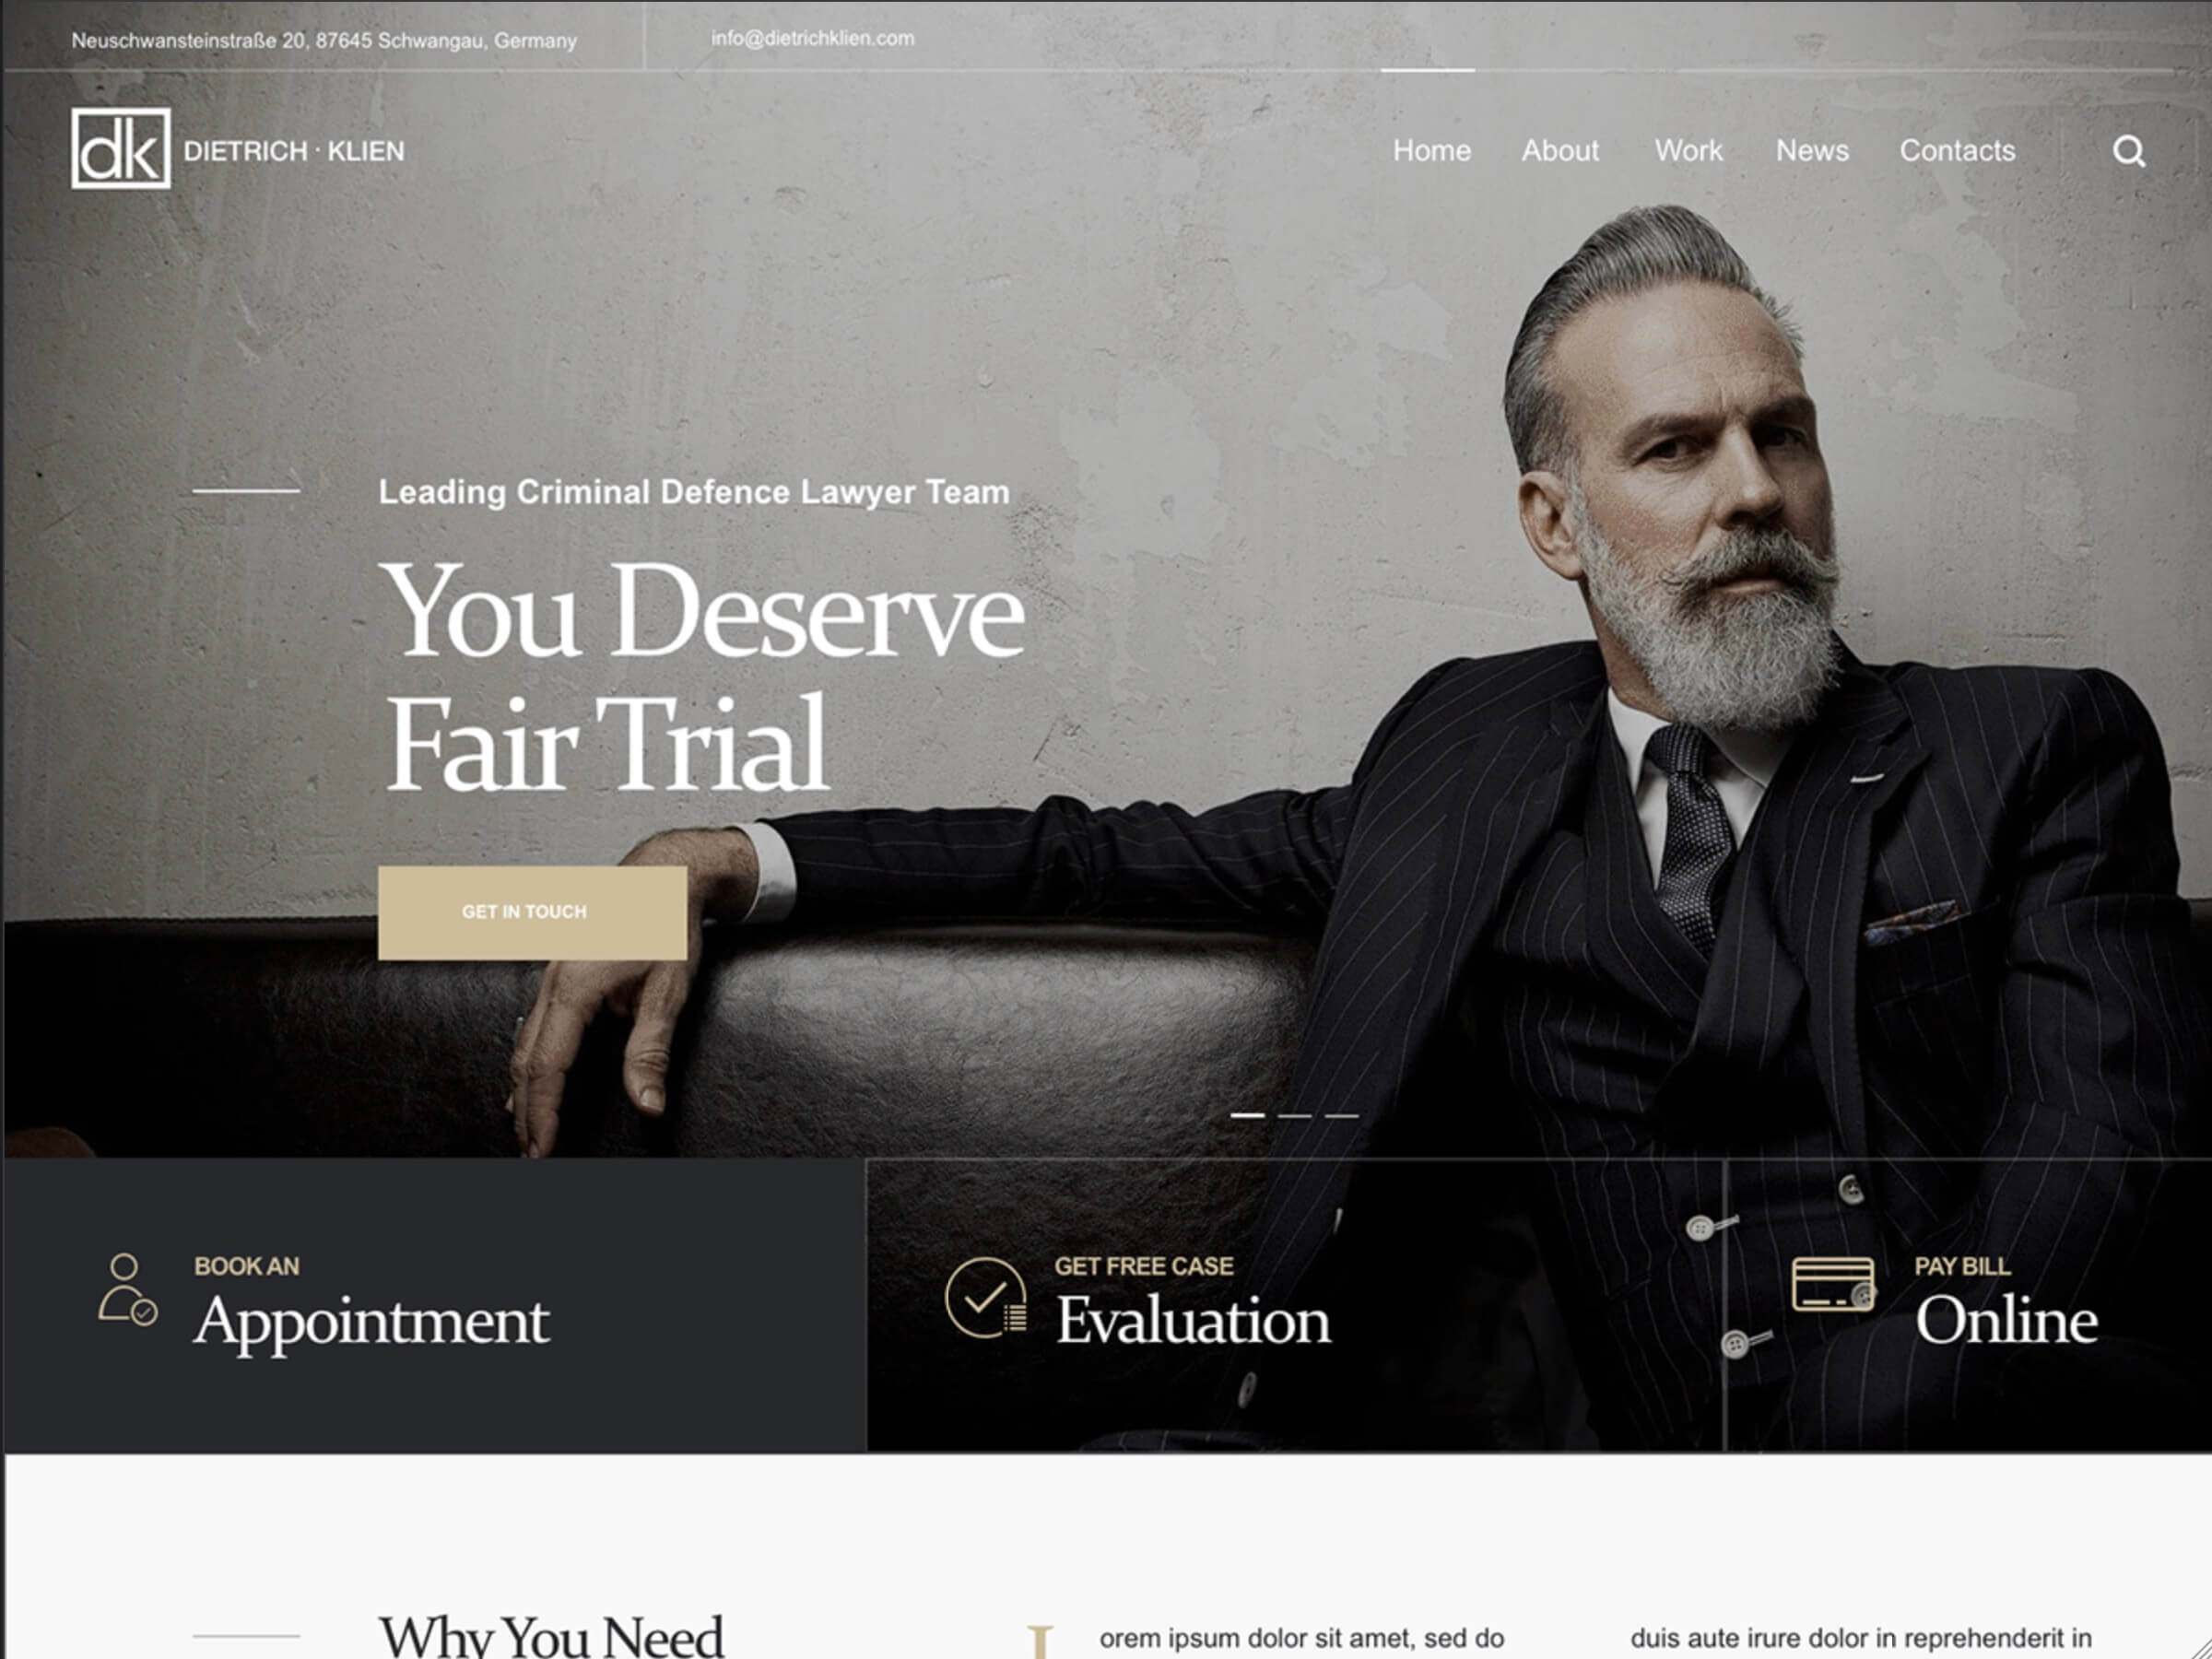 Neuschwansteinstraße 20, 87645 Schwangau, Germany
info@dietrichklien.com
dk
DIETRICH · KLIEN
Home
About
Work
News
Contacts
Leading Criminal Defence Lawyer Team
You Deserve
Fair Trial
GET IN TOUCH
BOOK AN
Appointment
GET FREE CASE
Evaluation
PAY BILL
Online
Why You Need
orem ipsum dolor sit amet, sed do
duis aute irure dolor in reprehenderit in